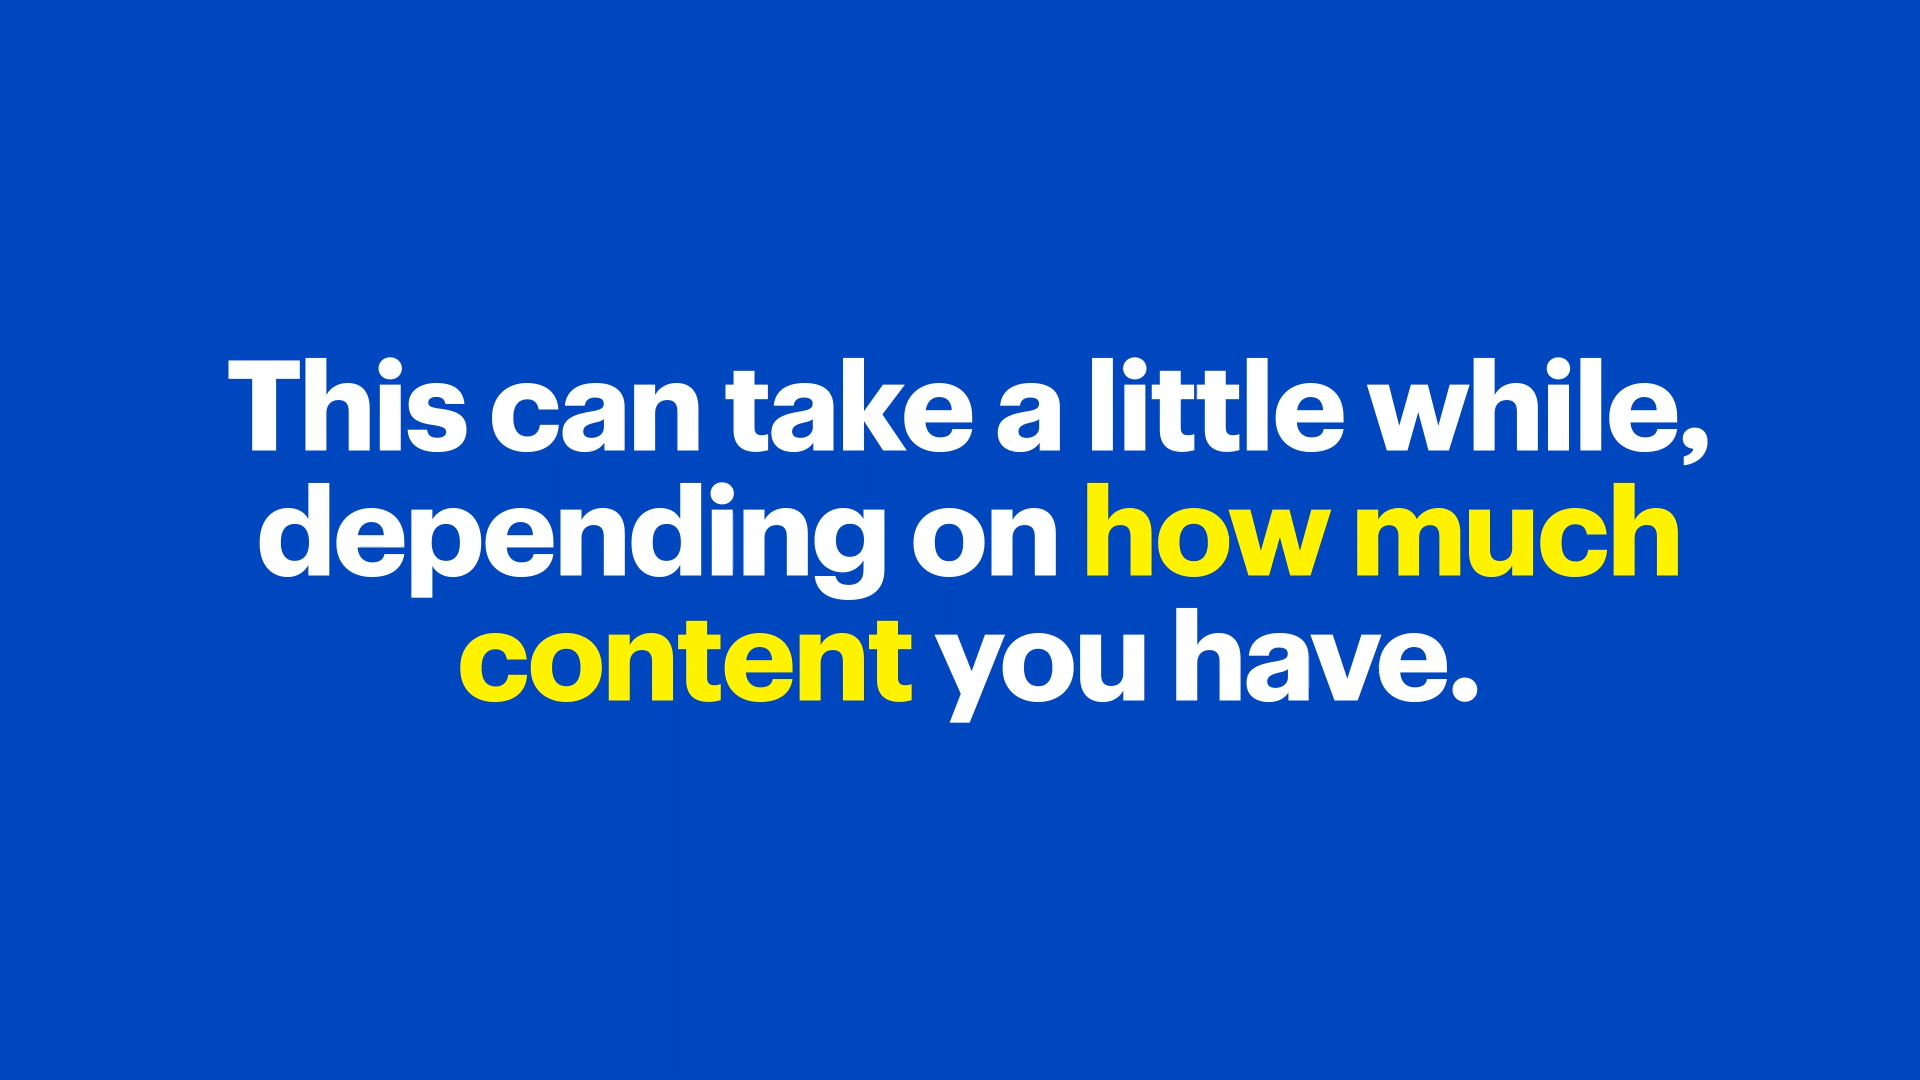 This can take a little while,
depending on how much
content you have.